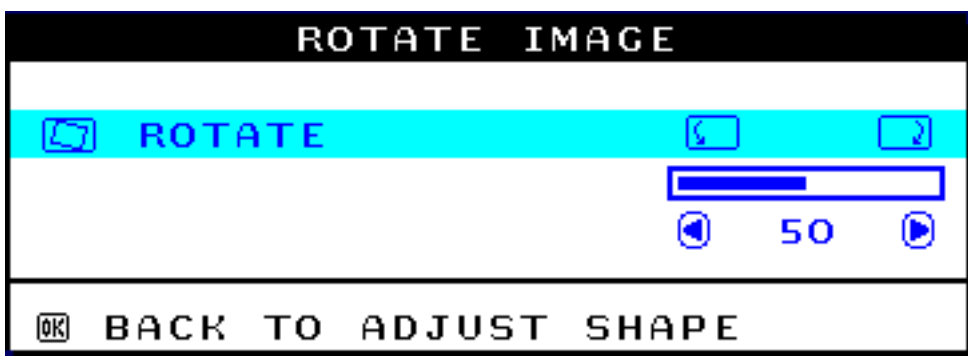 ROTATE IMAGE
ROTATE
50
OK BACK TO ADJUST SHAPE